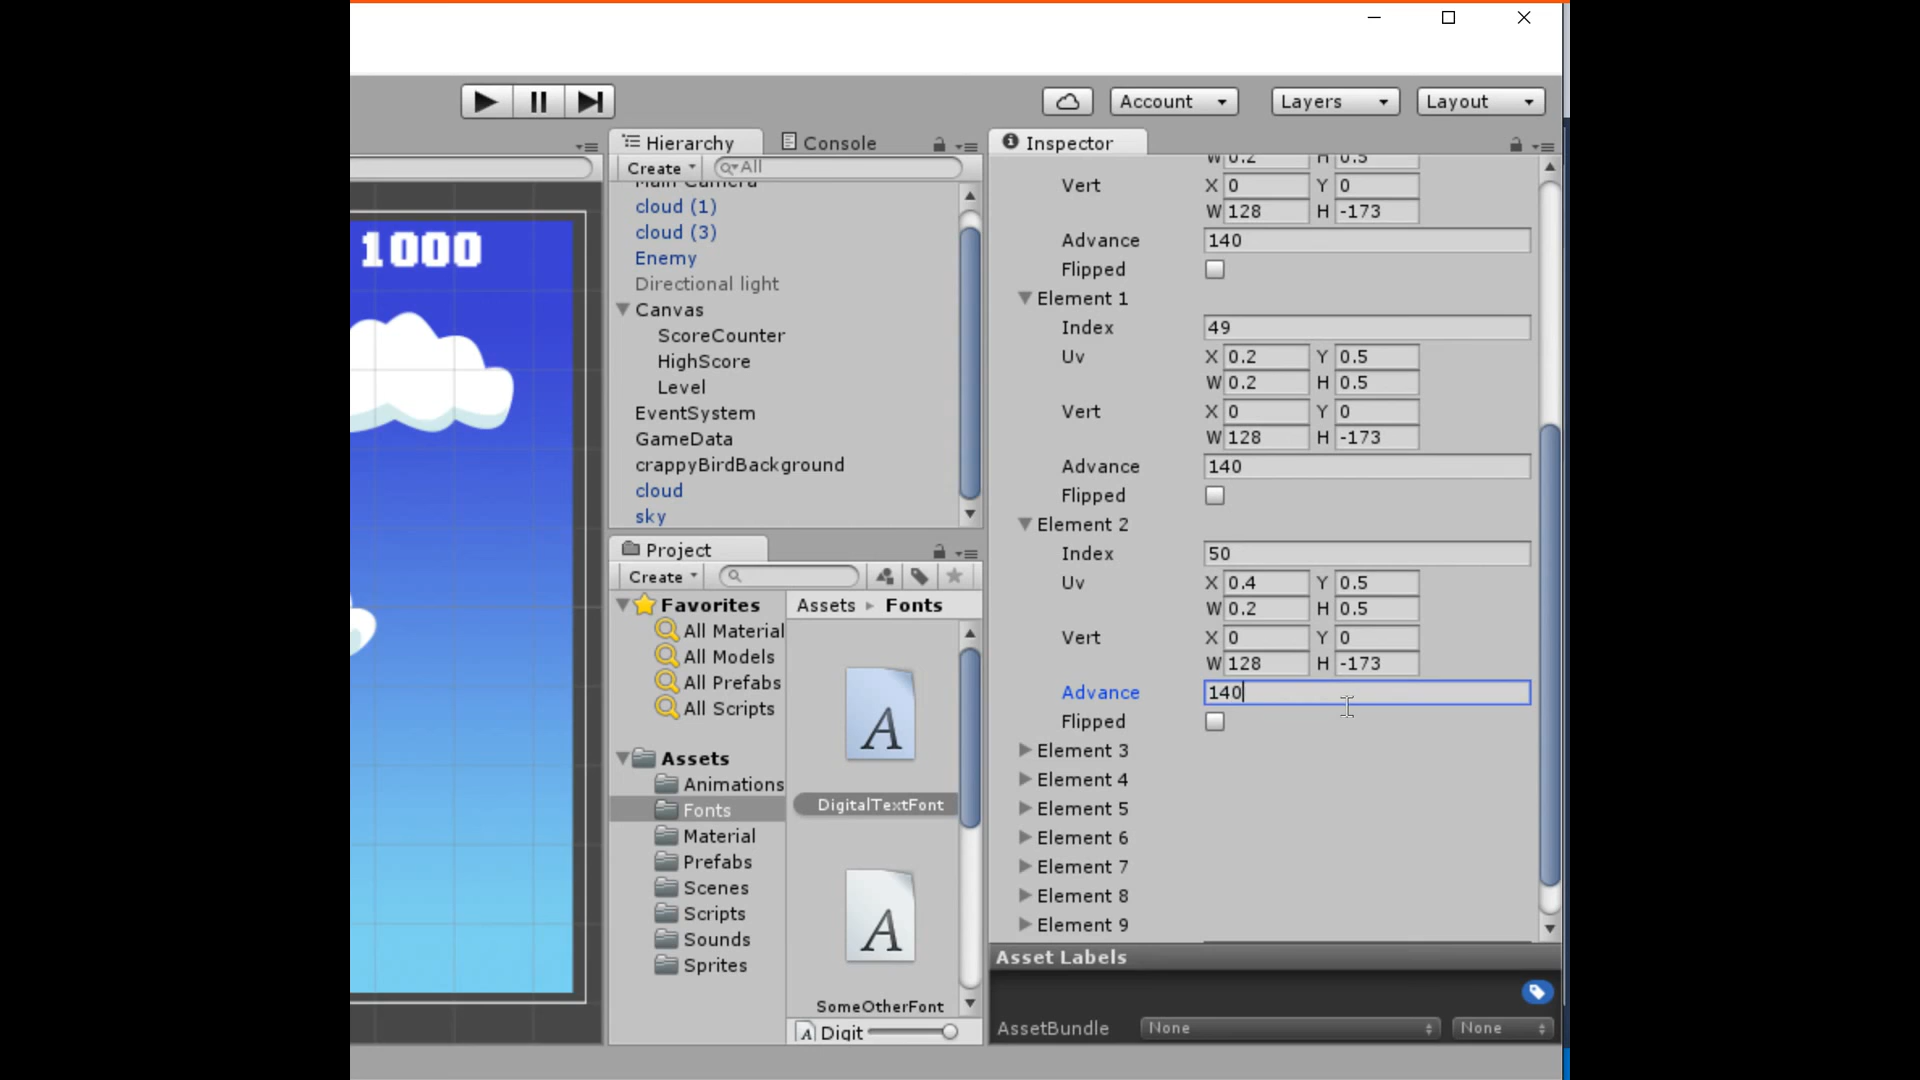 Account
Layers
Layout
Hierarchy
Console
Inspector
Create
All
Main Camera
cloud (1)
cloud (3)
Enemy
Directional light
Canvas
ScoreCounter
HighScore
Level
EventSystem
GameData
crappyBirdBackground
cloud
sky
1000
Project
Create
Favorites
All Material
All Models
All Prefabs
All Scripts
Assets
Animations
Fonts
Material
Prefabs
Scenes
Scripts
Sounds
Sprites
Assets Fonts
A
DigitalTextFont
A
SomeOtherFont
A Digit
W 0.2 H 0.5
Vert X 0 Y 0
W 128 H -173
Advance 140
Flipped
Element 1
Index 49
Uv X 0.2 Y 0.5
W 0.2 H 0.5
Vert X 0 Y 0
W 128 H -173
Advance 140
Flipped
Element 2
Index 50
Uv X 0.4 Y 0.5
W 0.2 H 0.5
Vert X 0 Y 0
W 128 H -173
Advance 140
Flipped
Element 3
Element 4
Element 5
Element 6
Element 7
Element 8
Element 9
Asset Labels
AssetBundle None None